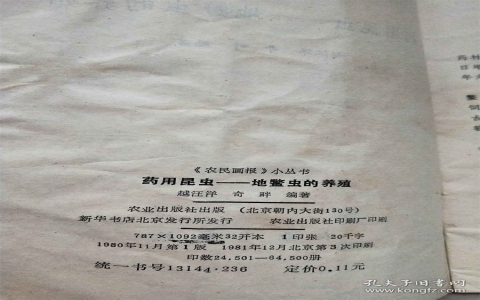 《农民画报》小丛书
药用昆虫——地鳖虫的养殖
赵汪洋 奇畔 编著
农业出版社出版 (北京朝内大街130号)
新华书店北京发行所发行 农业出版社印刷厂印刷
787×1092毫米32开本 1印张 20千字
1980年11月第1版 1981年12月北京第3次印刷
印数24,501—84,500册
统一书号13144·236 定价0.11元
孔夫子旧书网
www.kongfz.com